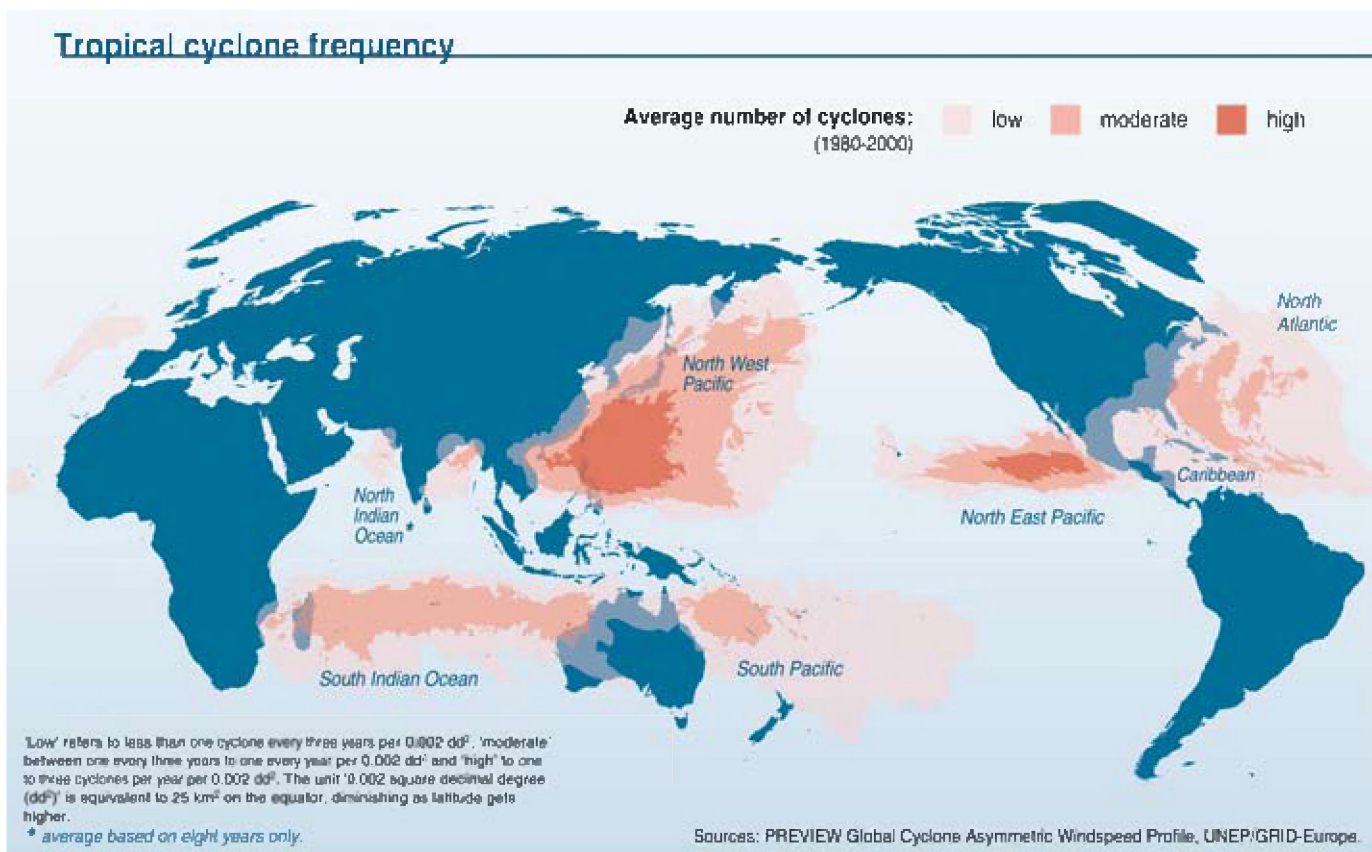 Tropical cyclone frequency
Average number of cyclones:
(1980-2000)
low
moderate
high
North
Atlantic
North West
Pacific
North
Indian
Ocean*
Caribbean
North East Pacific
South Indian Ocean
South Pacific
'Low' refers to less than one cyclone every three years per 0.002 dd², 'moderate'
between one every three years to one every year per 0.002 dd² and 'high' to one
to three cyclones per year per 0.002 dd². The unit '0.002 square decimal degree
(dd²)' is equivalent to 25 km² on the equator, diminishing as latitude gets
higher.
* average based on eight years only.
Sources: PREVIEW Global Cyclone Asymmetric Windspeed Profile, UNEP/GRID-Europe.